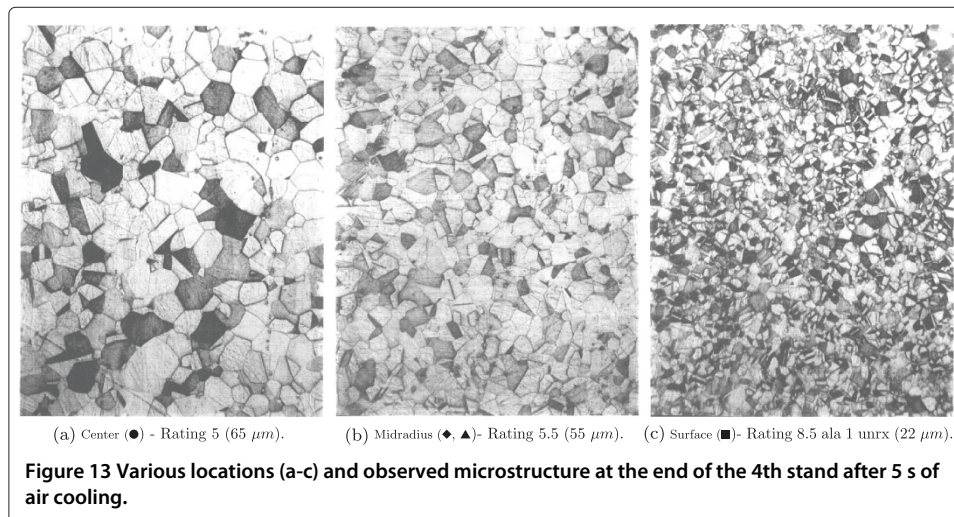 (a) Center (●) - Rating 5 (65 μm).
(b) Midradius (◆, ▲)- Rating 5.5 (55 μm).
(c) Surface (■)- Rating 8.5 ala 1 unrx (22 μm).
Figure 13 Various locations (a-c) and observed microstructure at the end of the 4th stand after 5 s of
air cooling.